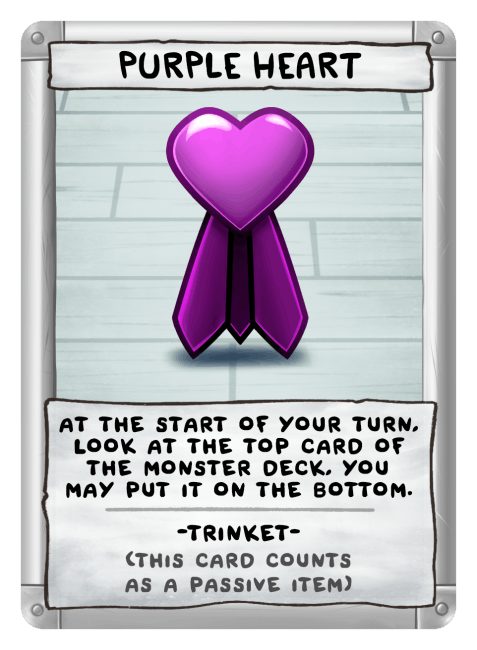 PURPLE HEART
AT THE START OF YOUR TURN,
LOOK AT THE TOP CARD OF
THE MONSTER DECK. YOU
MAY PUT IT ON THE BOTTOM.
-TRINKET-
(THIS CARD COUNTS
AS A PASSIVE ITEM)